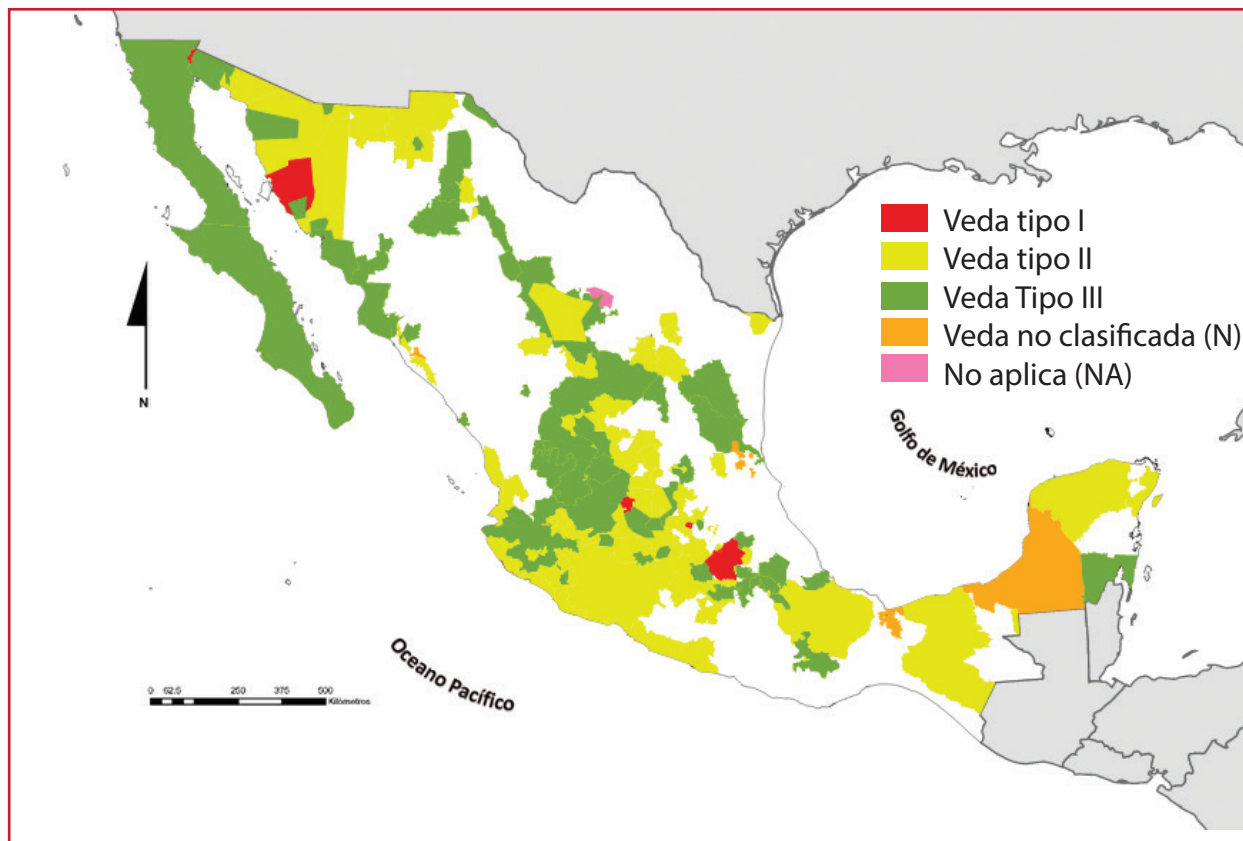 Veda tipo I
Veda tipo II
Veda Tipo III
Veda no clasificada (N)
No aplica (NA)
Golfo de México
N
Oceano Pacífico
0 62.5 250 375 500
Kilómetros